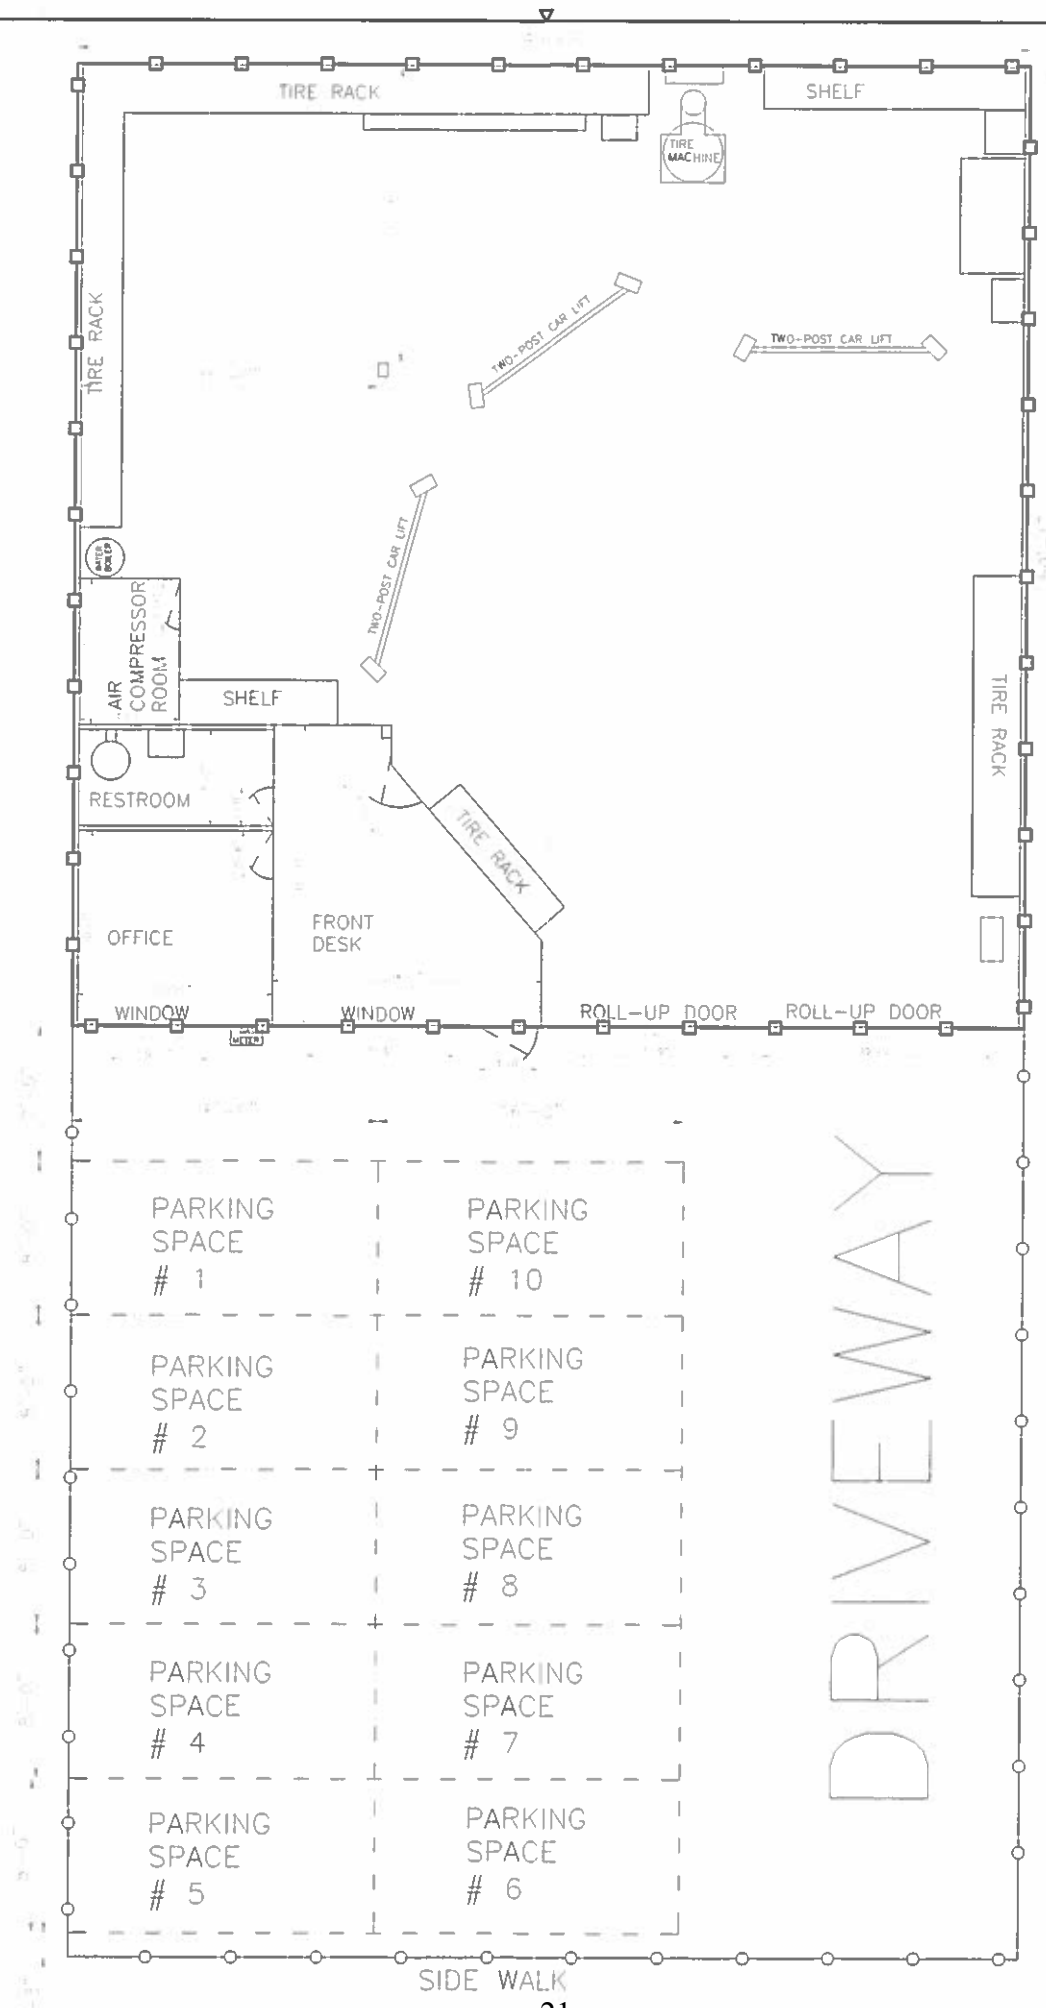 TIRE RACK
SHELF
TIRE
MACHINE
TIRE RACK
TWO-POST CAR LIFT
TWO-POST CAR LIFT
TWO-POST CAR LIFT
WATER
BOILER
AIR
COMPRESSOR
ROOM
SHELF
TIRE RACK
RESTROOM
TIRE RACK
OFFICE
FRONT
DESK
WINDOW
WINDOW
ROLL-UP DOOR
ROLL-UP DOOR
METER
PARKING
SPACE
# 1
PARKING
SPACE
# 10
PARKING
SPACE
# 2
PARKING
SPACE
# 9
PARKING
SPACE
# 3
PARKING
SPACE
# 8
PARKING
SPACE
# 4
PARKING
SPACE
# 7
PARKING
SPACE
# 5
PARKING
SPACE
# 6
DRIVEWAY
SIDE WALK
21